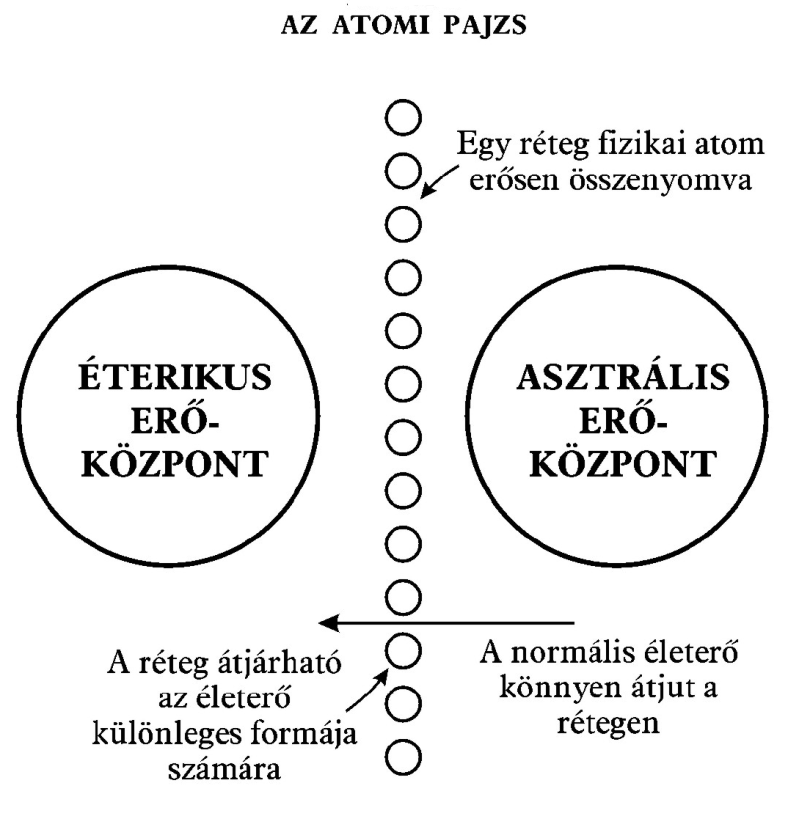 AZ ATOMI PAJZS
Egy réteg fizikai atom
erősen összenyomva
ÉTERIKUS
ERŐ-
KÖZPONT
ASZTRÁLIS
ERŐ-
KÖZPONT
A réteg átjárható
az életerő
különleges formája
számára
A normális életerő
könnyen átjut a
rétegen